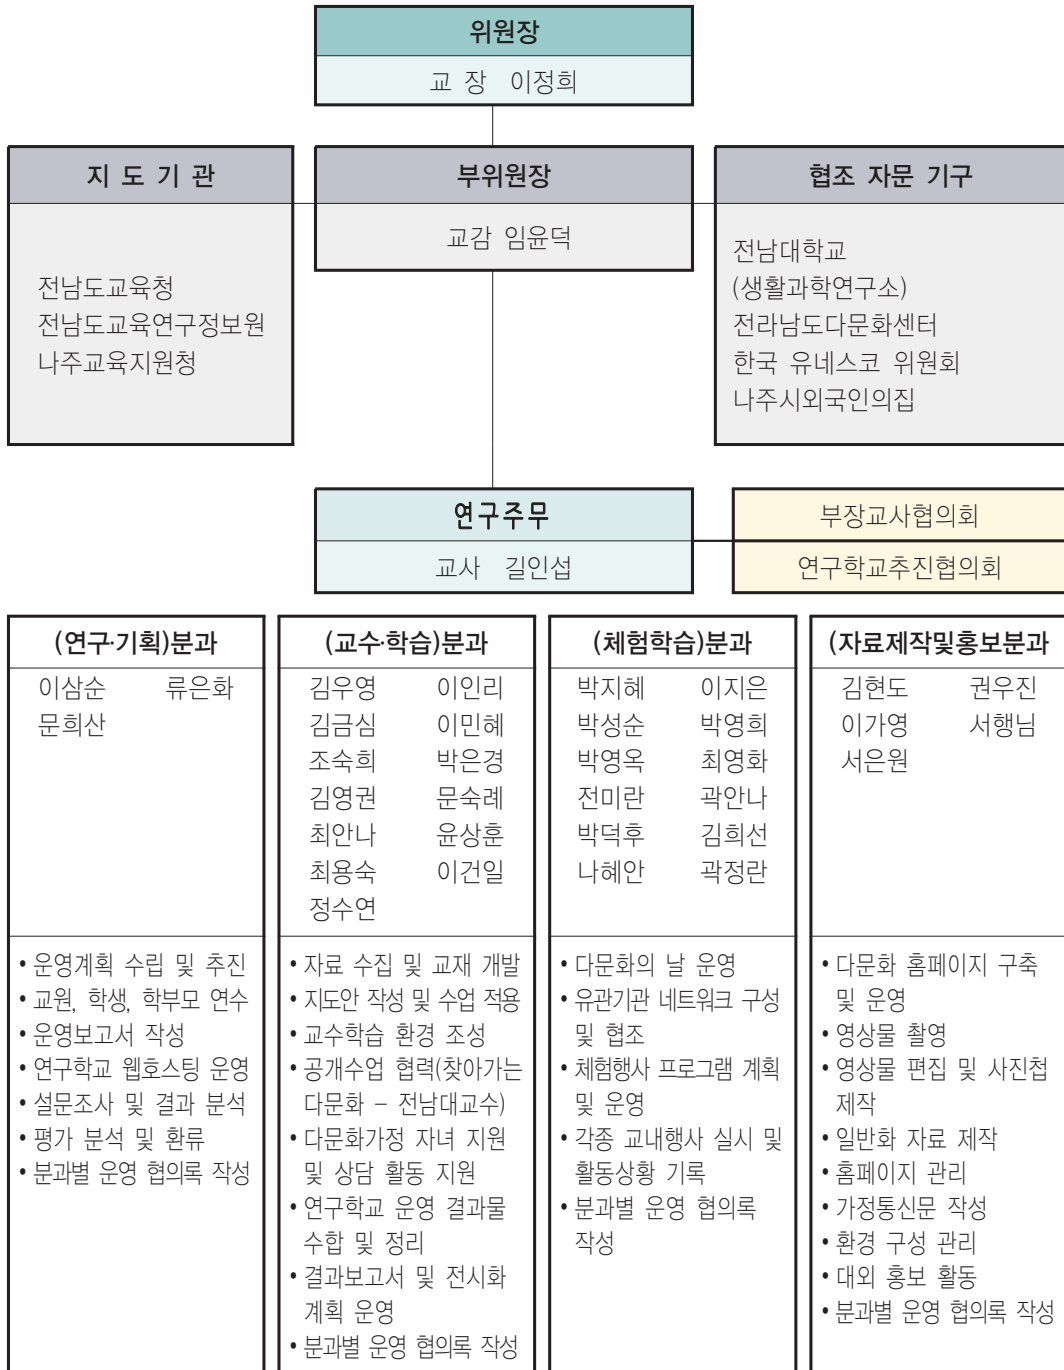 위원장
교 장 이정희
지 도 기 관
전남도교육청
전남도교육연구정보원
나주교육지원청
부위원장
교감 임윤덕
협조 자문 기구
전남대학교
(생활과학연구소)
전라남도다문화센터
한국 유네스코 위원회
나주시외국인의집
연구주무
교사 길인섭
부장교사협의회
연구학교추진협의회
(연구·기획)분과
이삼순 류은화
문희산
• 운영계획 수립 및 추진
• 교원, 학생, 학부모 연수
• 운영보고서 작성
• 연구학교 웹호스팅 운영
• 설문조사 및 결과 분석
• 평가 분석 및 환류
• 분과별 운영 협의록 작성
(교수·학습)분과
김우영 이인리
김금심 이민혜
조숙희 박은경
김영권 문숙례
최안나 윤상훈
최용숙 이건일
정수연
• 자료 수집 및 교재 개발
• 지도안 작성 및 수업 적용
• 교수학습 환경 조성
• 공개수업 협력(찾아가는
다문화 – 전남대교수)
• 다문화가정 자녀 지원
및 상담 활동 지원
• 연구학교 운영 결과물
수합 및 정리
• 결과보고서 및 전시화
계획 운영
• 분과별 운영 협의록 작성
(체험학습)분과
박지혜 이지은
박성순 박영희
박영옥 최영화
전미란 곽안나
박덕후 김희선
나혜안 곽정란
• 다문화의 날 운영
• 유관기관 네트워크 구성
및 협조
• 체험행사 프로그램 계획
및 운영
• 각종 교내행사 실시 및
활동상황 기록
• 분과별 운영 협의록
작성
(자료제작및홍보분과
김현도 권우진
이가영 서행님
서은원
• 다문화 홈페이지 구축
및 운영
• 영상물 촬영
• 영상물 편집 및 사진첩
제작
• 일반화 자료 제작
• 홈페이지 관리
• 가정통신문 작성
• 환경 구성 관리
• 대외 홍보 활동
• 분과별 운영 협의록 작성